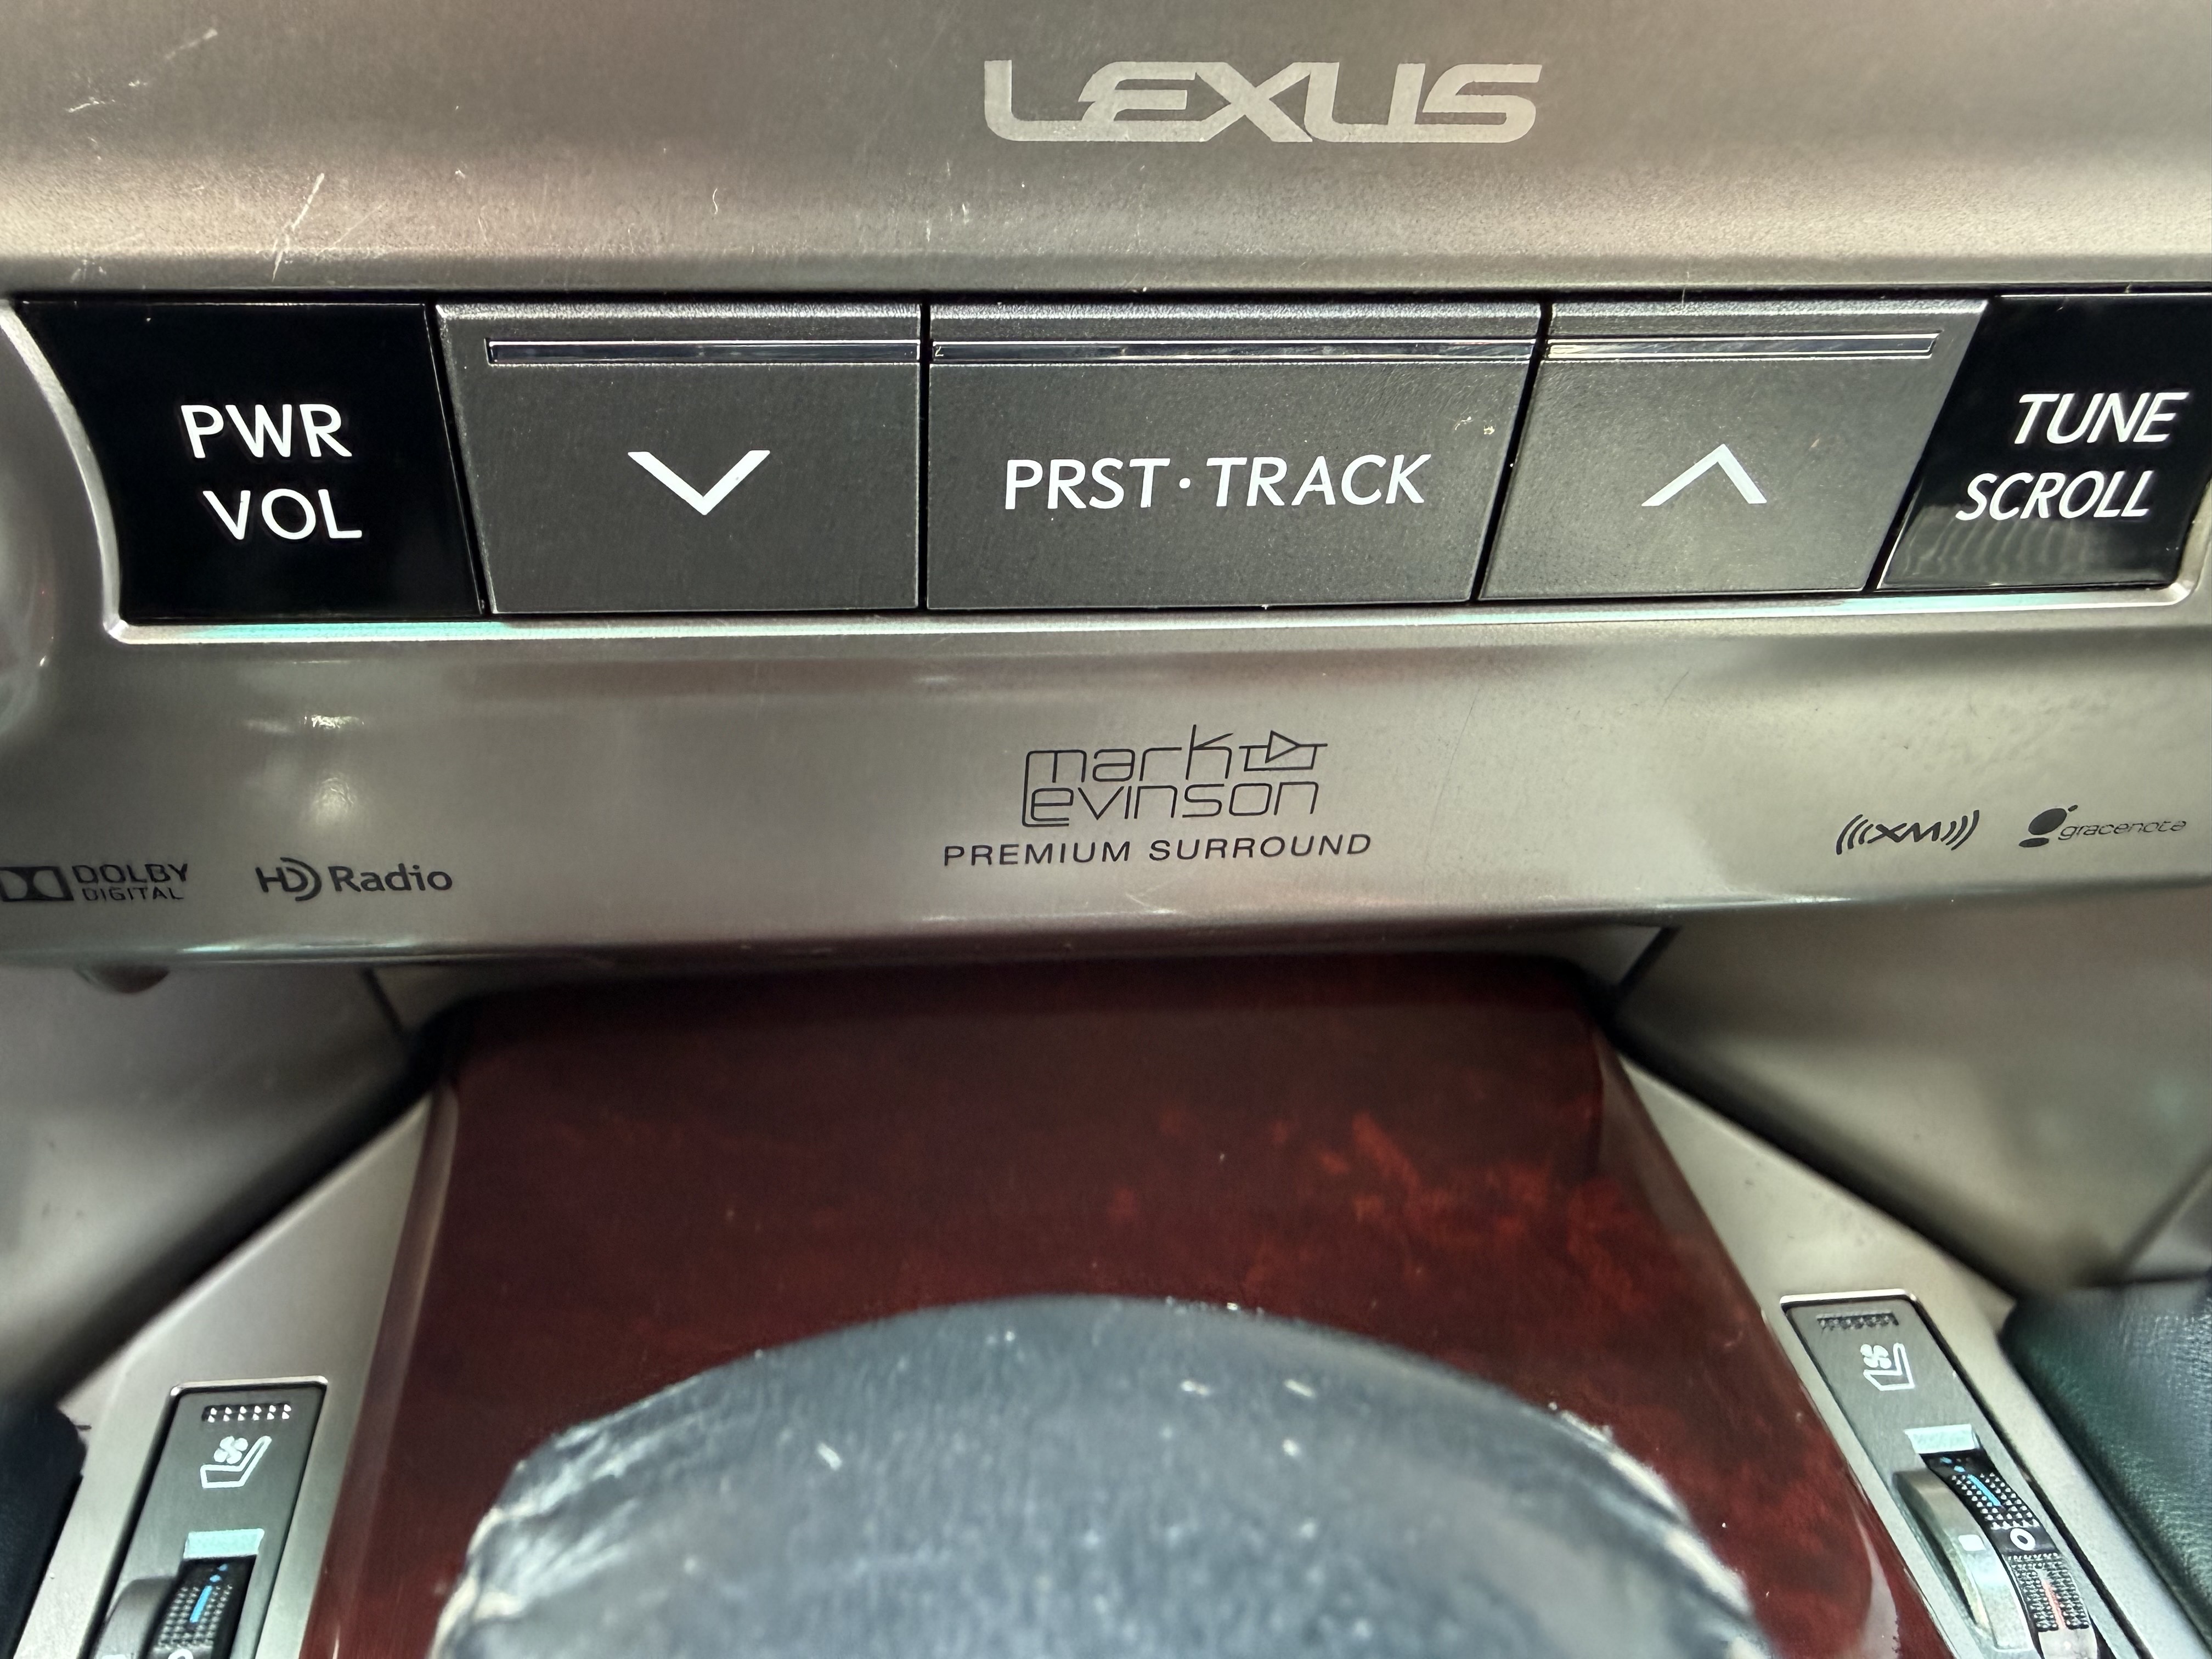 LEXUS
PWR
VOL
PRST·TRACK
TUNE
SCROLL
mark
levinson
PREMIUM SURROUND
DOLBY
DIGITAL
HD Radio
((XM))
gracenote